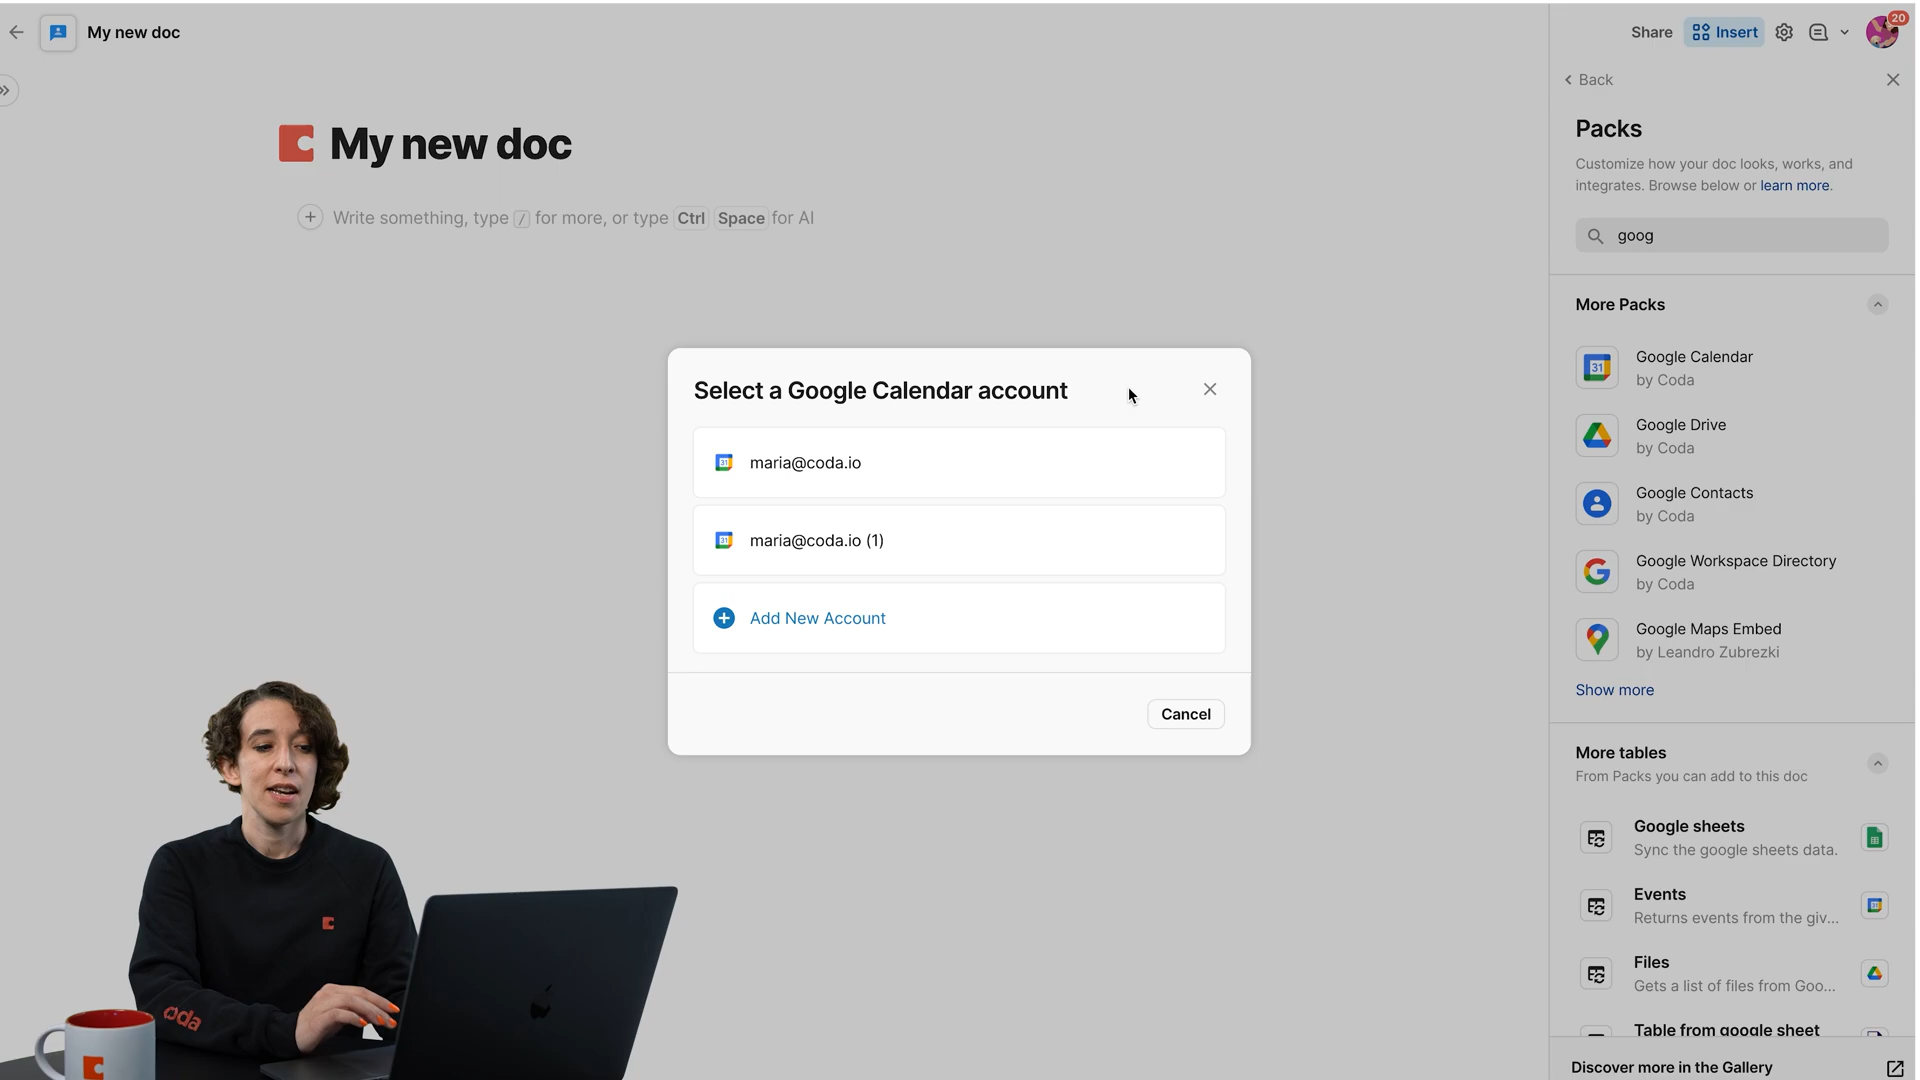 My new doc
Share
Insert
20
Back
My new doc
Write something, type / for more, or type Ctrl Space for AI
Packs
Customize how your doc looks, works, and
integrates. Browse below or learn more.
goog
More Packs
31
Google Calendar
by Coda
Google Drive
by Coda
Google Contacts
by Coda
Google Workspace Directory
by Coda
Google Maps Embed
by Leandro Zubrezki
Show more
More tables
From Packs you can add to this doc
Google sheets
Sync the google sheets data.
Events
Returns events from the giv...
Files
Gets a list of files from Goo...
Table from google sheet
Discover more in the Gallery
Select a Google Calendar account
31
maria@coda.io
31
maria@coda.io (1)
Add New Account
Cancel
coda